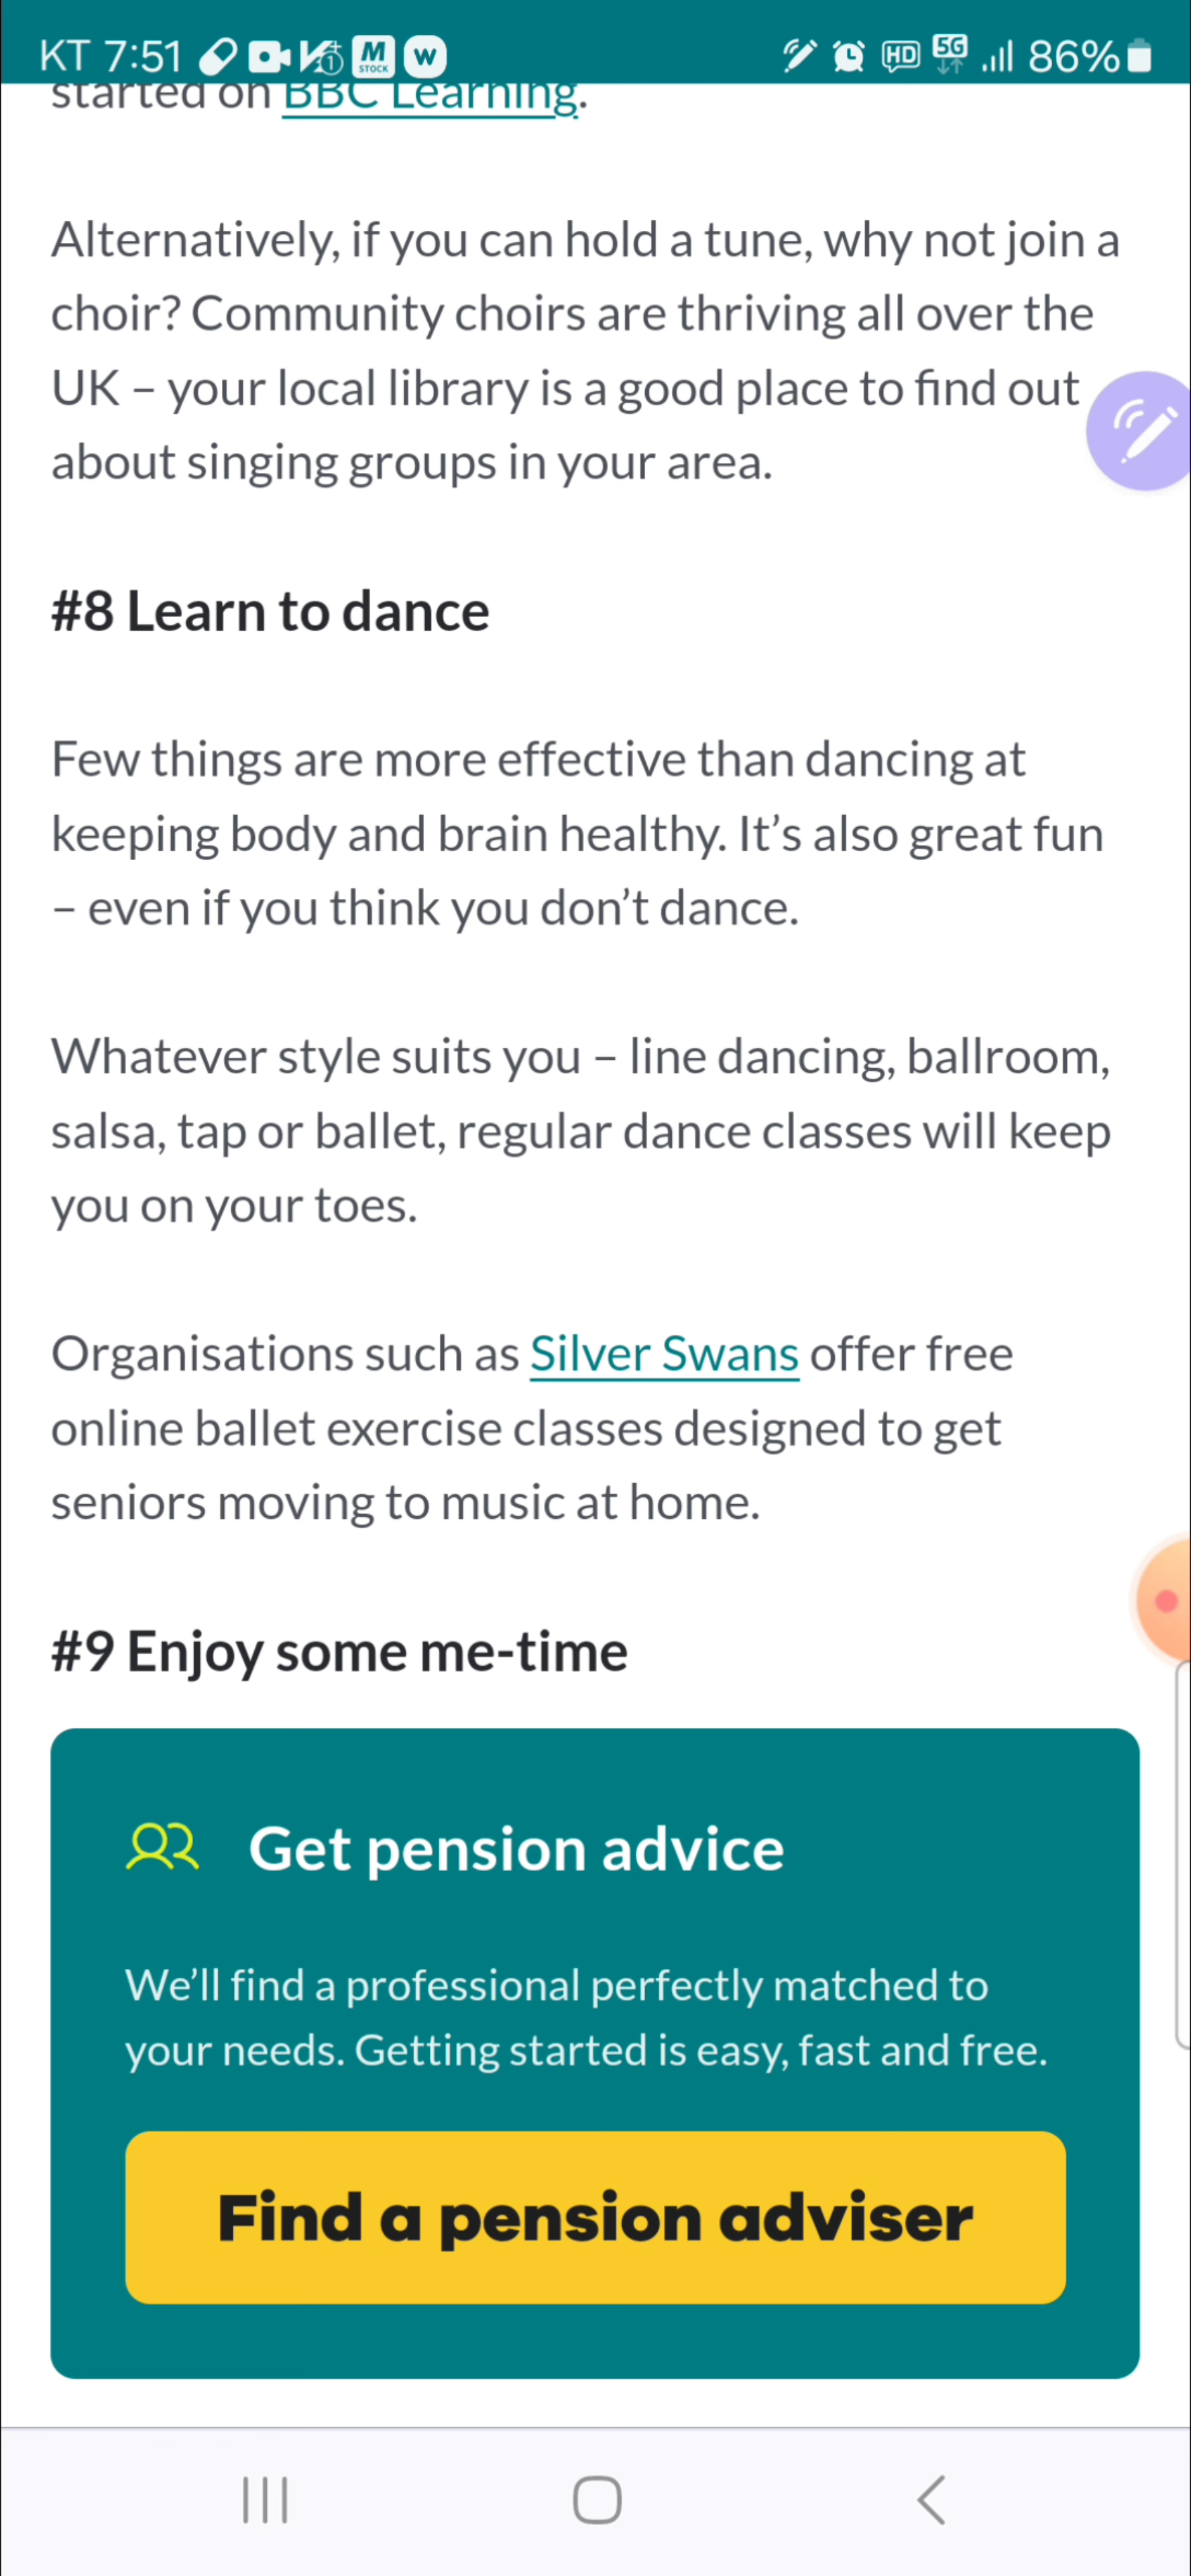 KT 7:51 M STOCK W HD 5G 86%
started on BBC Learning.
Alternatively, if you can hold a tune, why not join a
choir? Community choirs are thriving all over the
UK – your local library is a good place to find out
about singing groups in your area.
#8 Learn to dance
Few things are more effective than dancing at
keeping body and brain healthy. It’s also great fun
– even if you think you don’t dance.
Whatever style suits you – line dancing, ballroom,
salsa, tap or ballet, regular dance classes will keep
you on your toes.
Organisations such as Silver Swans offer free
online ballet exercise classes designed to get
seniors moving to music at home.
#9 Enjoy some me-time
Get pension advice
We’ll find a professional perfectly matched to
your needs. Getting started is easy, fast and free.
Find a pension adviser